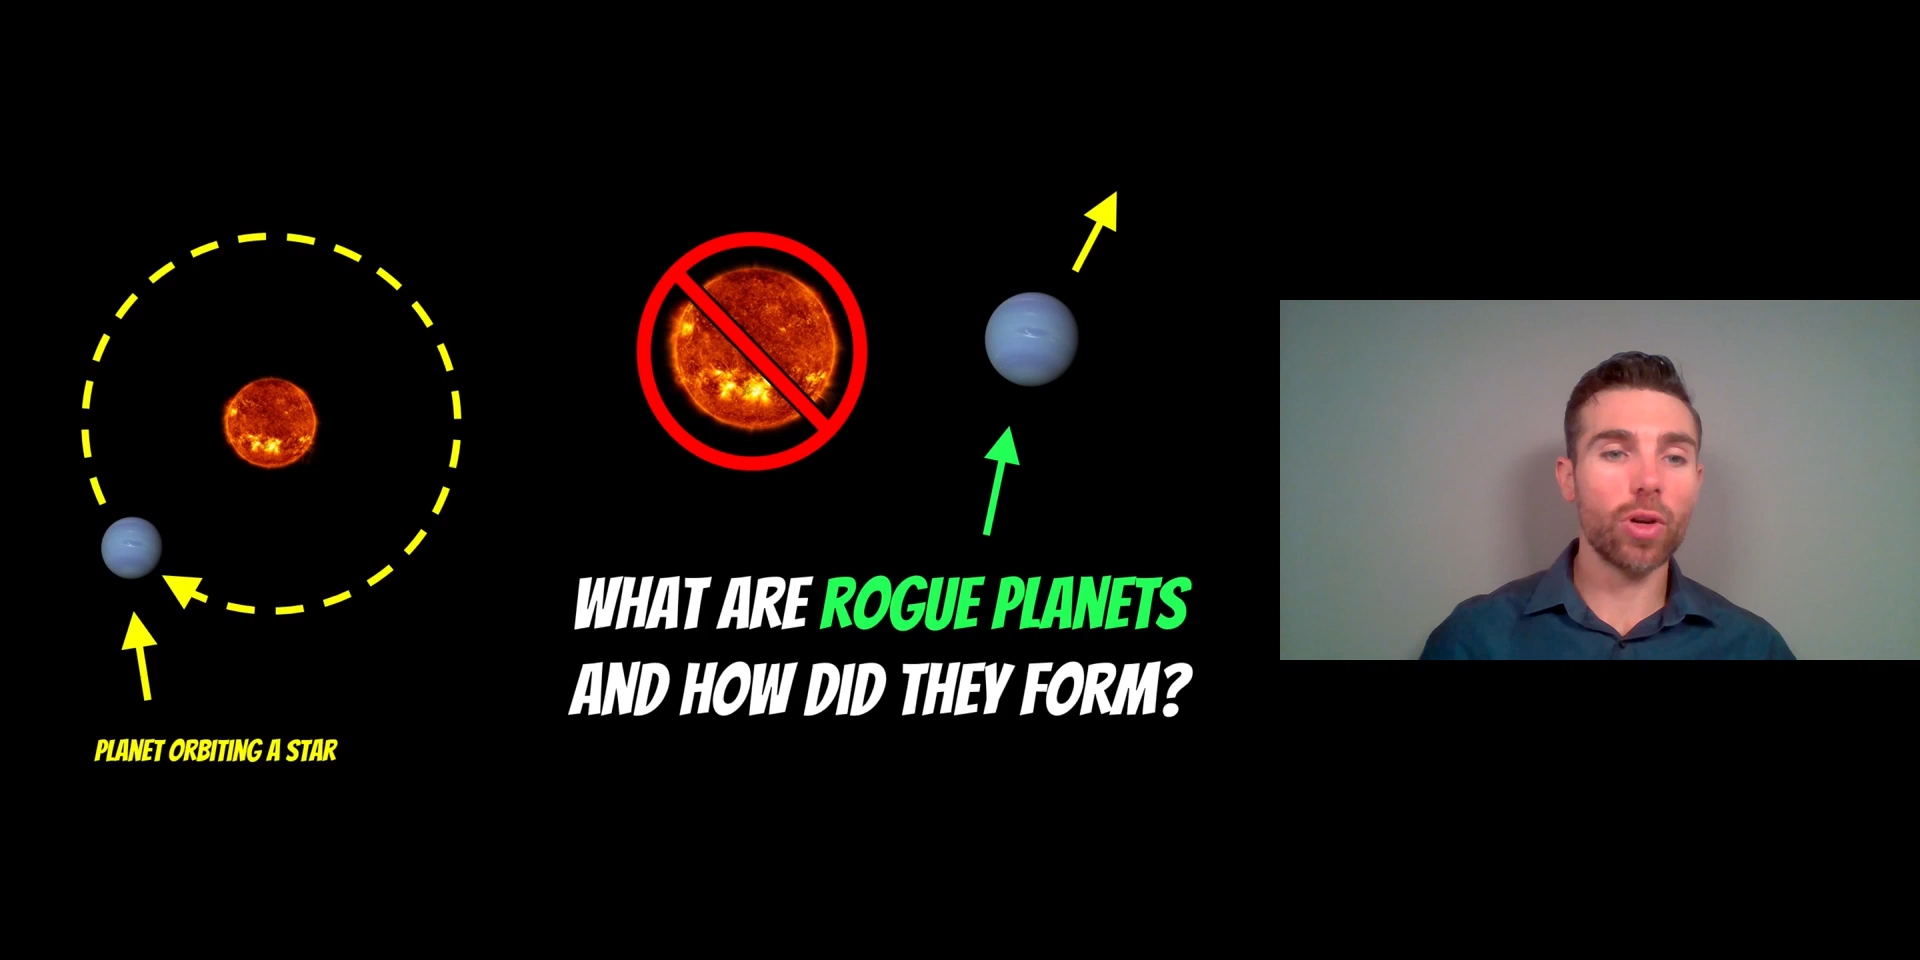 WHAT ARE ROGUE PLANETS
AND HOW DID THEY FORM?
PLANET ORBITING A STAR